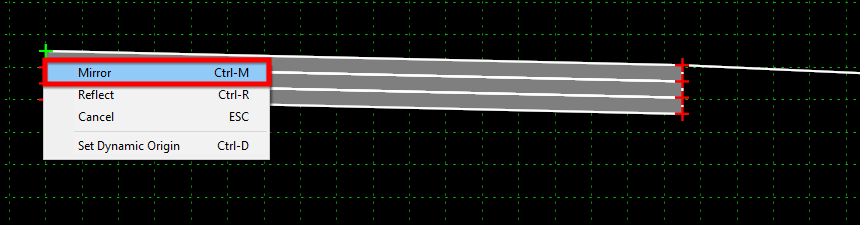 Mirror Ctrl-M
Reflect Ctrl-R
Cancel ESC
Set Dynamic Origin Ctrl-D